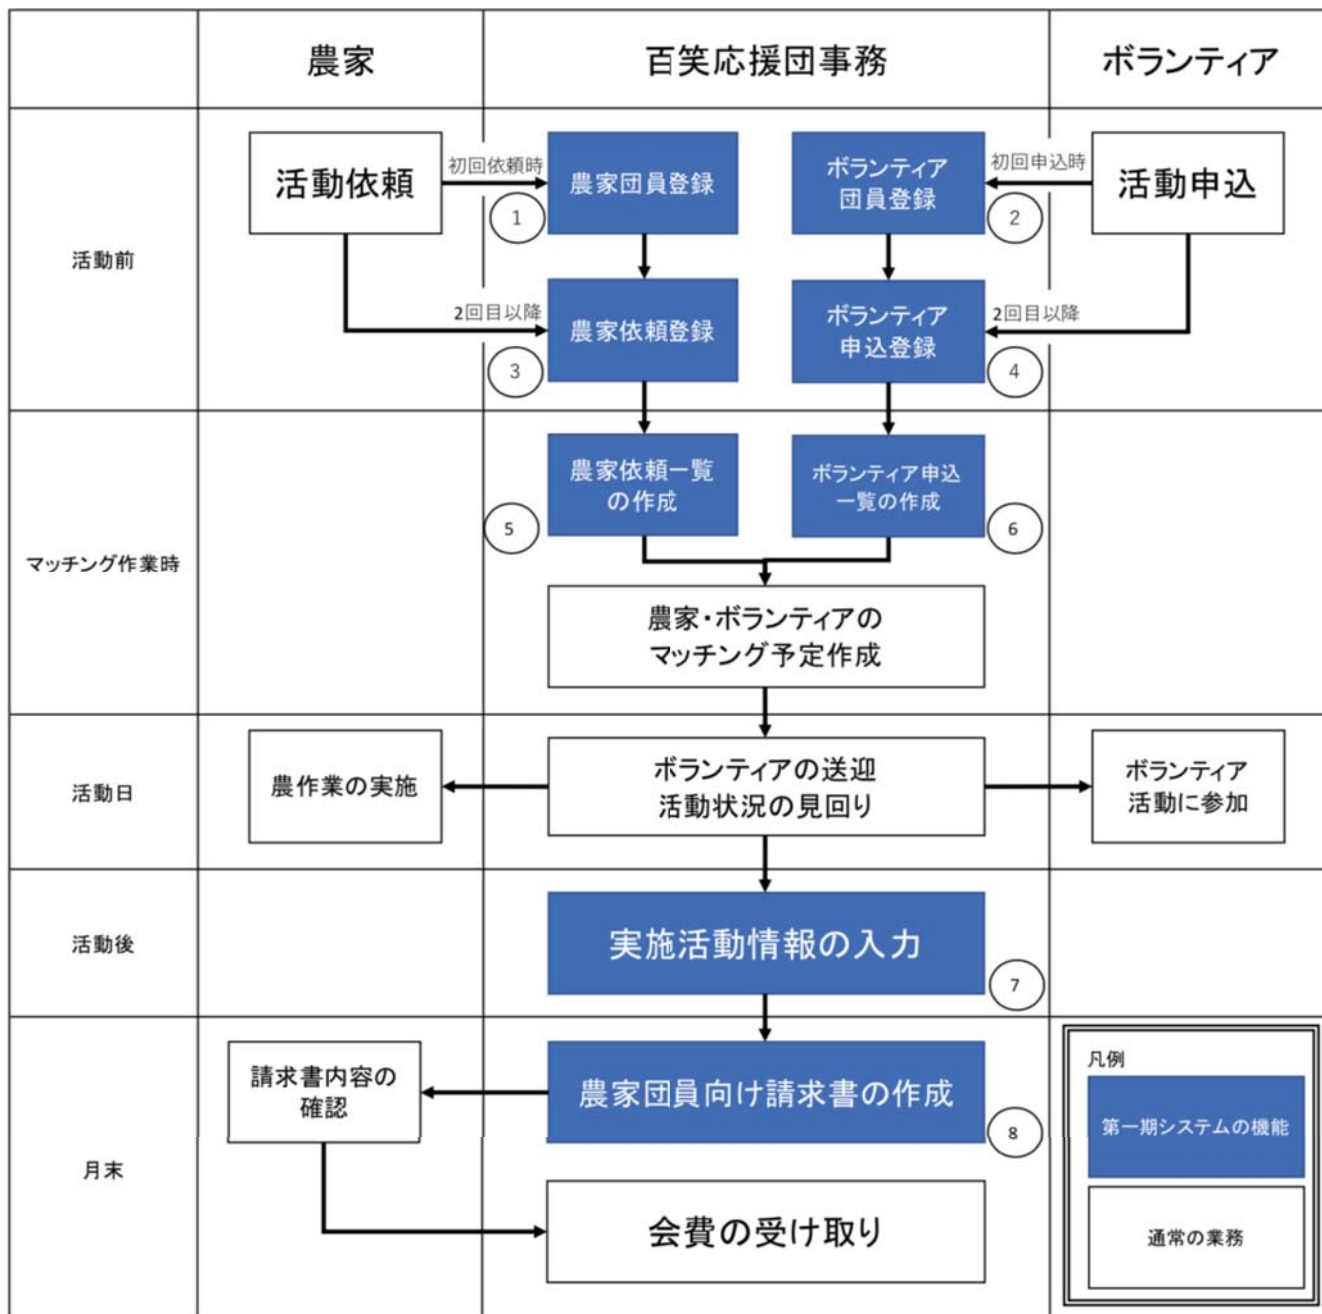 農家
百笑応援団事務
ボランティア
活動前
活動依頼
初回依頼時
農家団員登録
①
ボランティア
団員登録
初回申込時
②
活動申込
2回目以降
農家依頼登録
③
ボランティア
申込登録
2回目以降
④
マッチング作業時
農家依頼一覧
の作成
⑤
ボランティア申込
一覧の作成
⑥
農家・ボランティアの
マッチング予定作成
活動日
農作業の実施
ボランティアの送迎
活動状況の見回り
ボランティア
活動に参加
活動後
実施活動情報の入力
⑦
月末
請求書内容の
確認
農家団員向け請求書の作成
⑧
会費の受け取り
凡例
第一期システムの機能
通常の業務